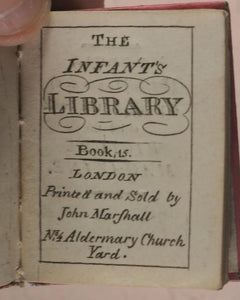 THE
INFANT'S
LIBRARY
Book, 15.
LONDON
Printed and Sold by
John Marshall
No. 4 Aldermary Church
Yard.